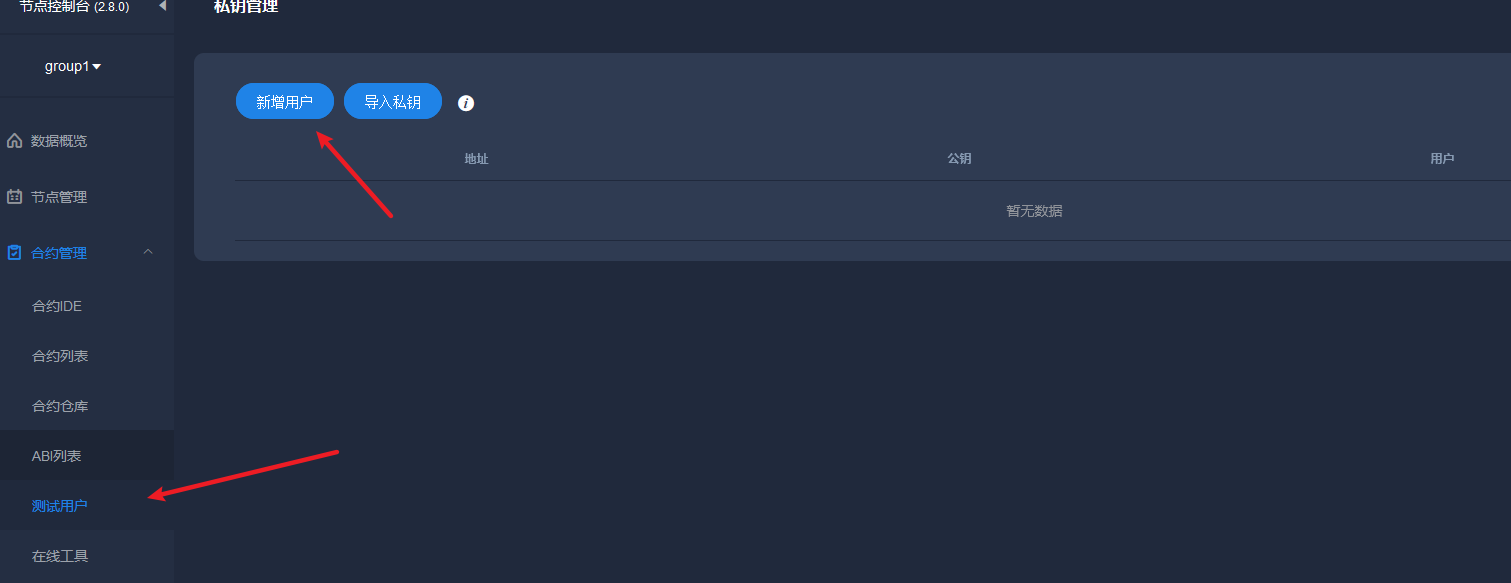 节点控制台 (2.8.0)
私钥管理
group1
新增用户
导入私钥
i
地址
公钥
用户
暂无数据
数据概览
节点管理
合约管理
合约IDE
合约列表
合约仓库
ABI列表
测试用户
在线工具